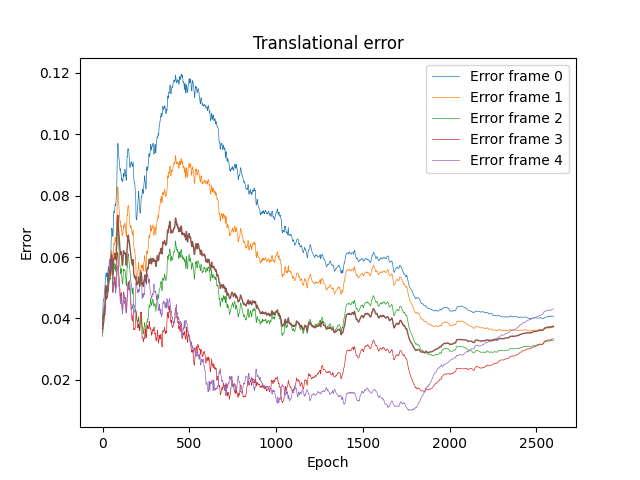 Translational error
0.12
0.10
0.08
0.06
0.04
0.02
Error
0
500
1000
1500
2000
2500
Epoch
Error frame 0
Error frame 1
Error frame 2
Error frame 3
Error frame 4